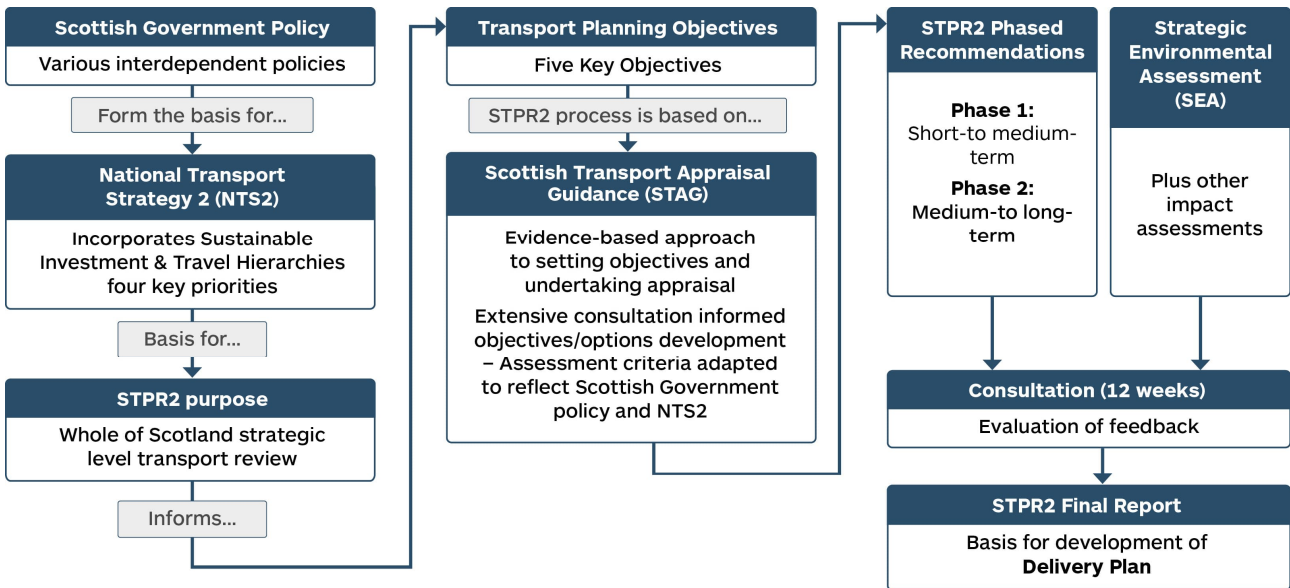 Scottish Government Policy
Various interdependent policies
Form the basis for...
National Transport
Strategy 2 (NTS2)
Incorporates Sustainable
Investment & Travel Hierarchies
four key priorities
Basis for...
STPR2 purpose
Whole of Scotland strategic
level transport review
Informs...
Transport Planning Objectives
Five Key Objectives
STPR2 process is based on...
Scottish Transport Appraisal
Guidance (STAG)
Evidence-based approach
to setting objectives and
undertaking appraisal
Extensive consultation informed
objectives/options development
– Assessment criteria adapted
to reflect Scottish Government
policy and NTS2
STPR2 Phased
Recommendations
Phase 1:
Short-to medium-
term
Phase 2:
Medium-to long-
term
Strategic
Environmental
Assessment
(SEA)
Plus other
impact
assessments
Consultation (12 weeks)
Evaluation of feedback
STPR2 Final Report
Basis for development of
Delivery Plan